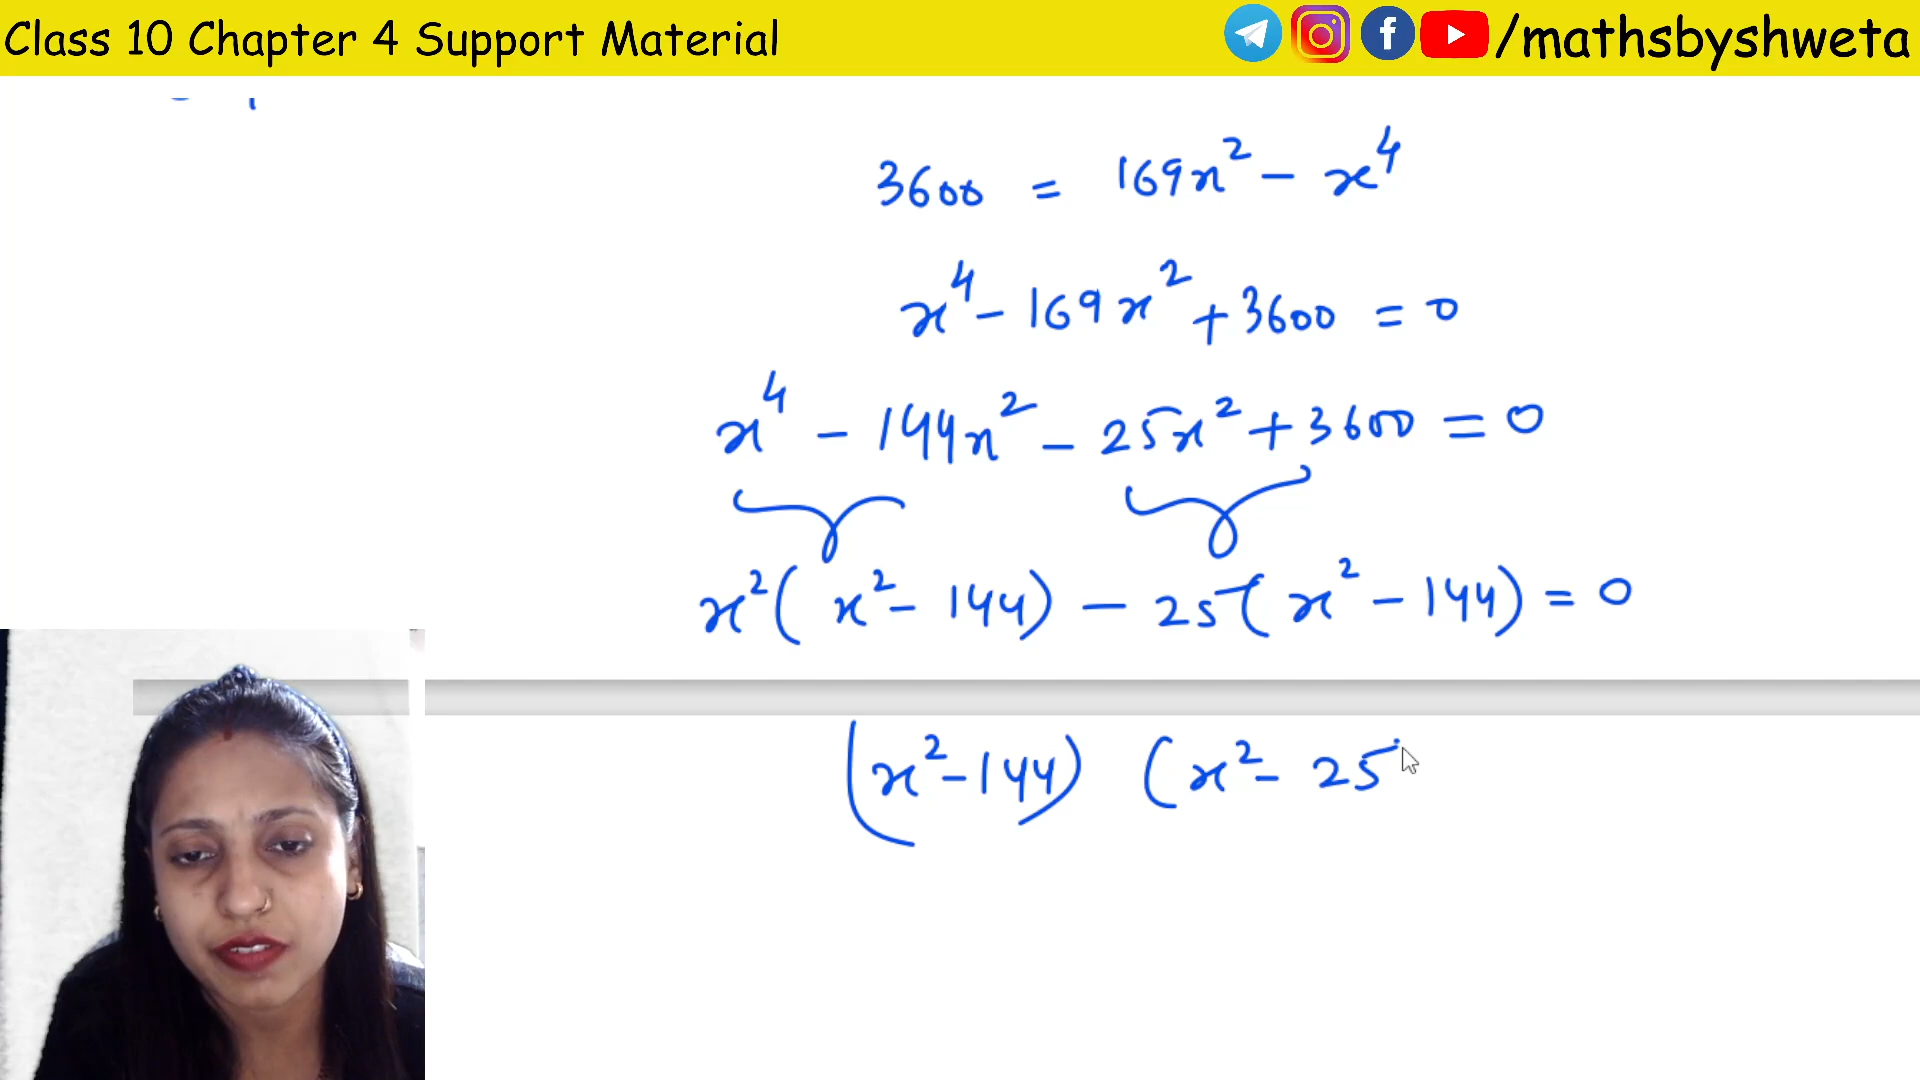 Class 10 Chapter 4 Support Material
/mathsbyshweta
3600 = 169x² - x⁴
x⁴ - 169x² + 3600 = 0
x⁴ - 144x² - 25x² + 3600 = 0
x² ( x² - 144) - 25 ( x² - 144) = 0
(x² - 144) (x² - 25